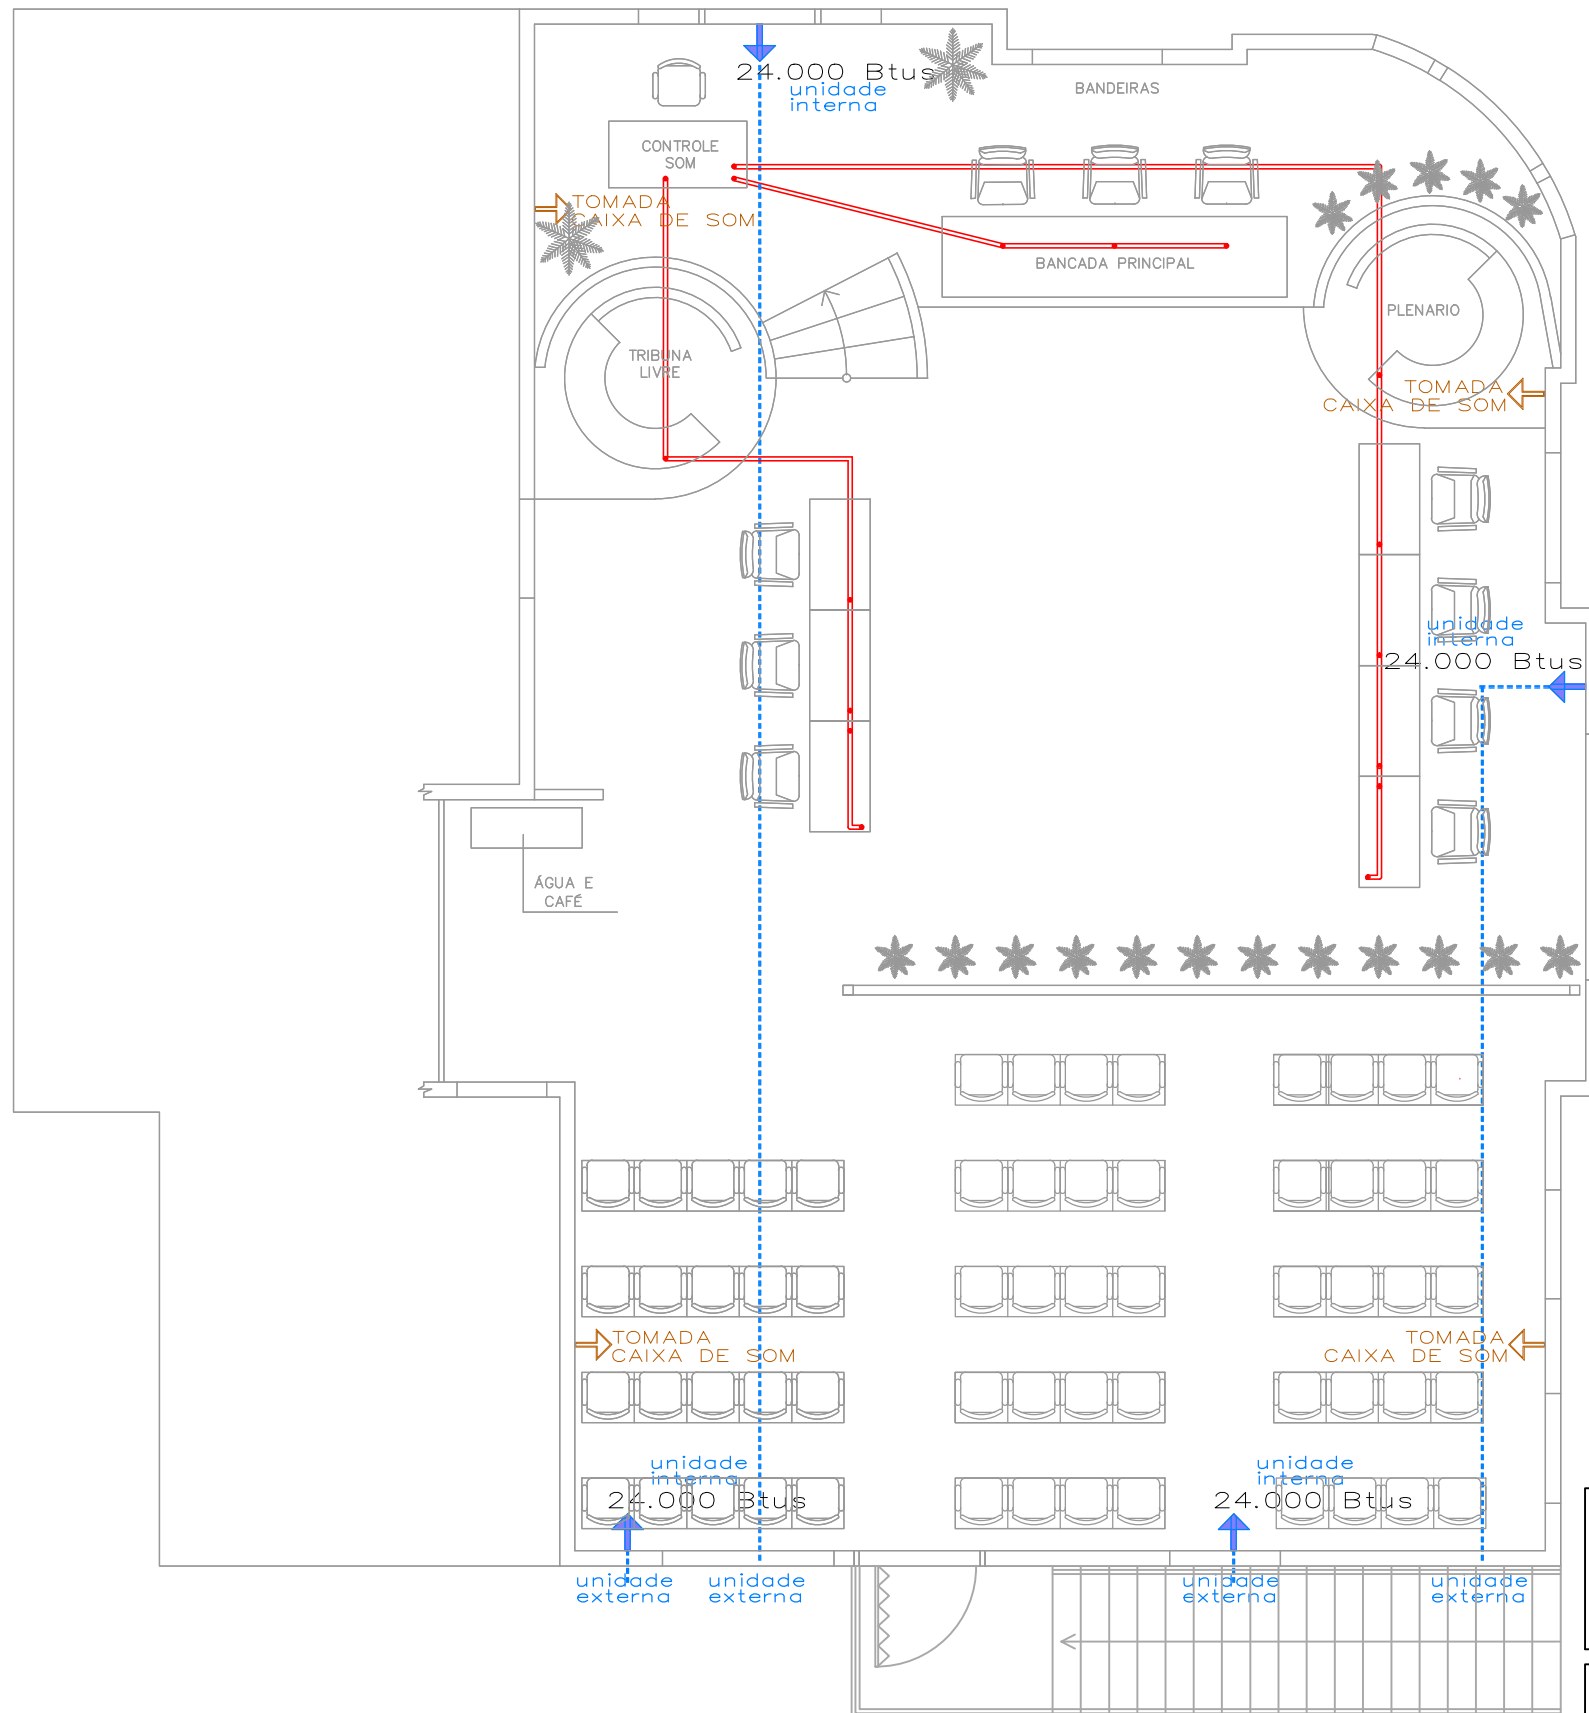 24.000 Btus
unidade
interna
BANDEIRAS
CONTROLE
SOM
TOMADA
CAIXA DE SOM
BANCADA PRINCIPAL
PLENARIO
TRIBUNA
LIVRE
TOMADA
CAIXA DE SOM
unidade
interna
24.000 Btus
ÁGUA E
CAFÉ
TOMADA
CAIXA DE SOM
TOMADA
CAIXA DE SOM
unidade
interna
24.000 Btus
unidade
interna
24.000 Btus
unidade
externa
unidade
externa
unidade
externa
unidade
externa